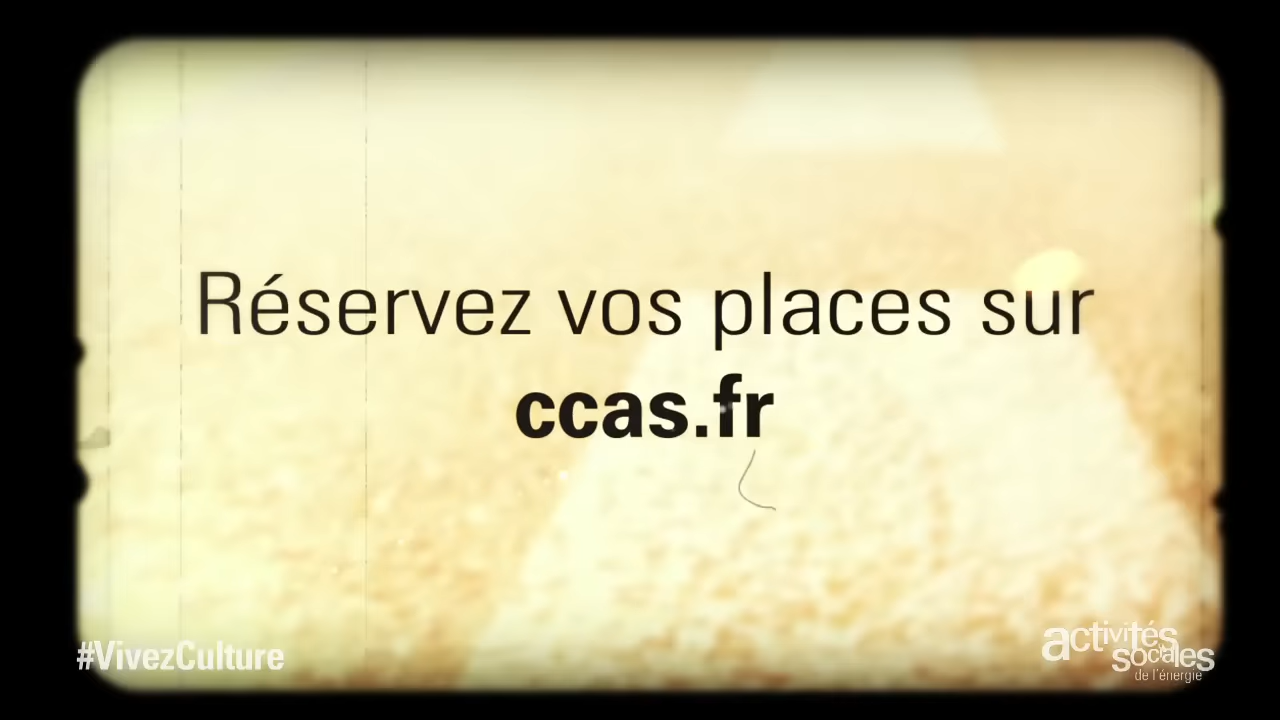 Réservez vos places sur
ccas.fr
#VivezCulture
activités
sociales
de l'énergie